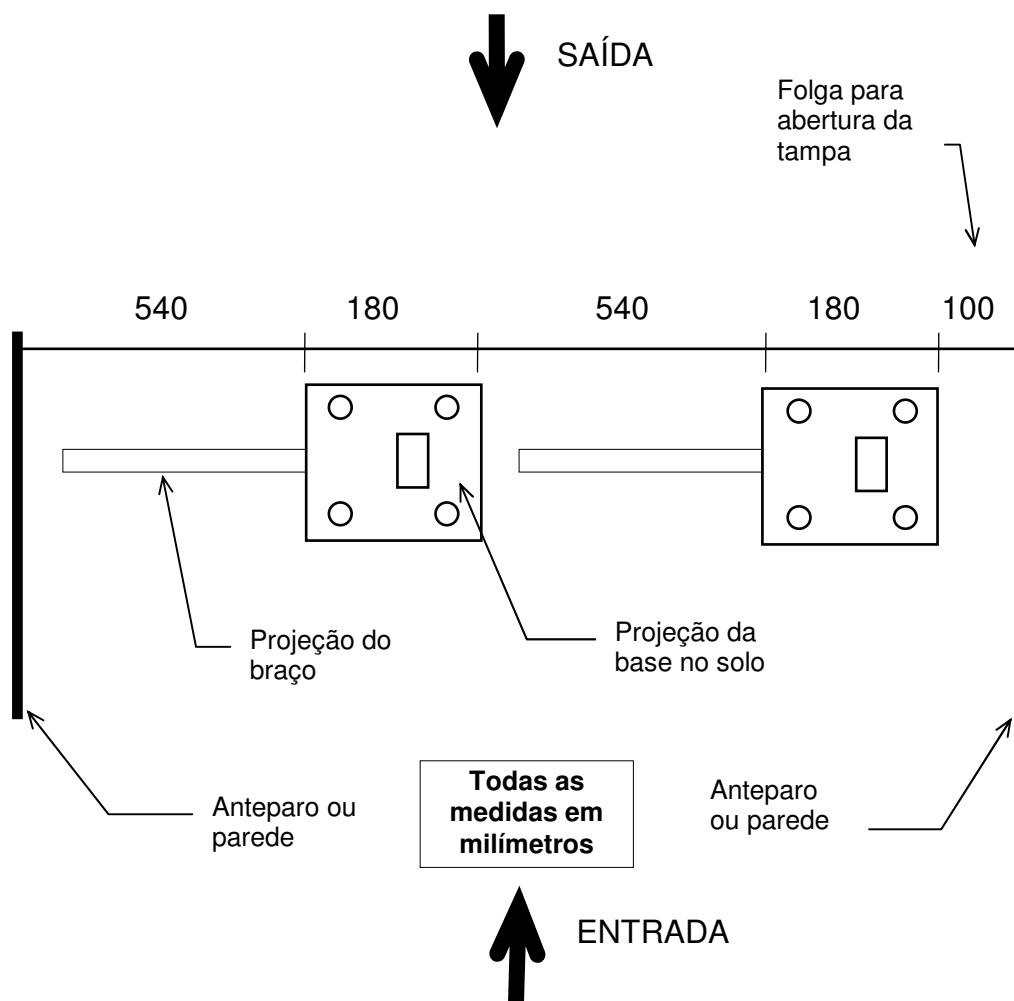 SAÍDA
Folga para
abertura da
tampa
540
180
540
180
100
Projeção do
braço
Projeção da
base no solo
Anteparo ou
parede
Todas as
medidas em
milímetros
Anteparo
ou parede
ENTRADA